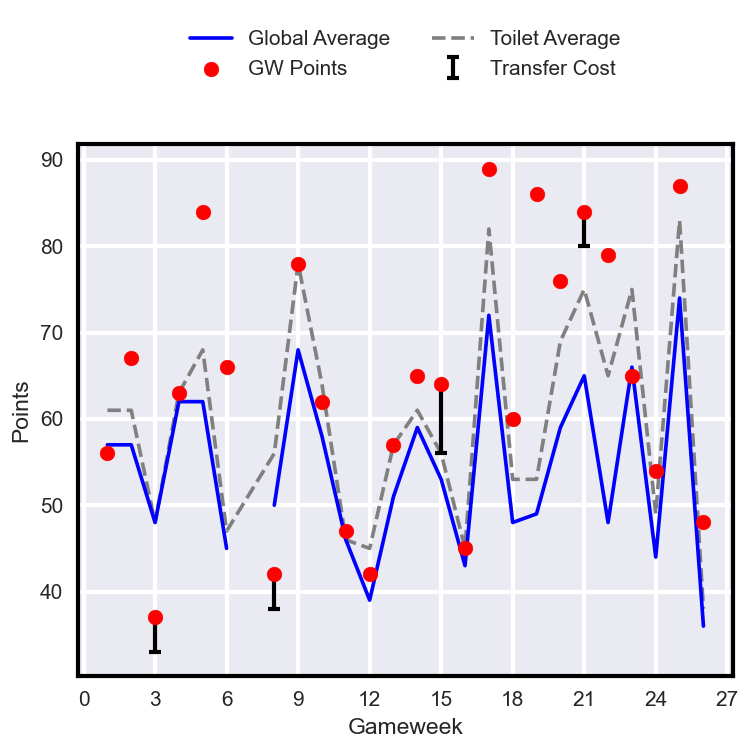 Global Average
Toilet Average
GW Points
Transfer Cost
90
80
70
60
50
40
Points
0 3 6 9 12 15 18 21 24 27
Gameweek